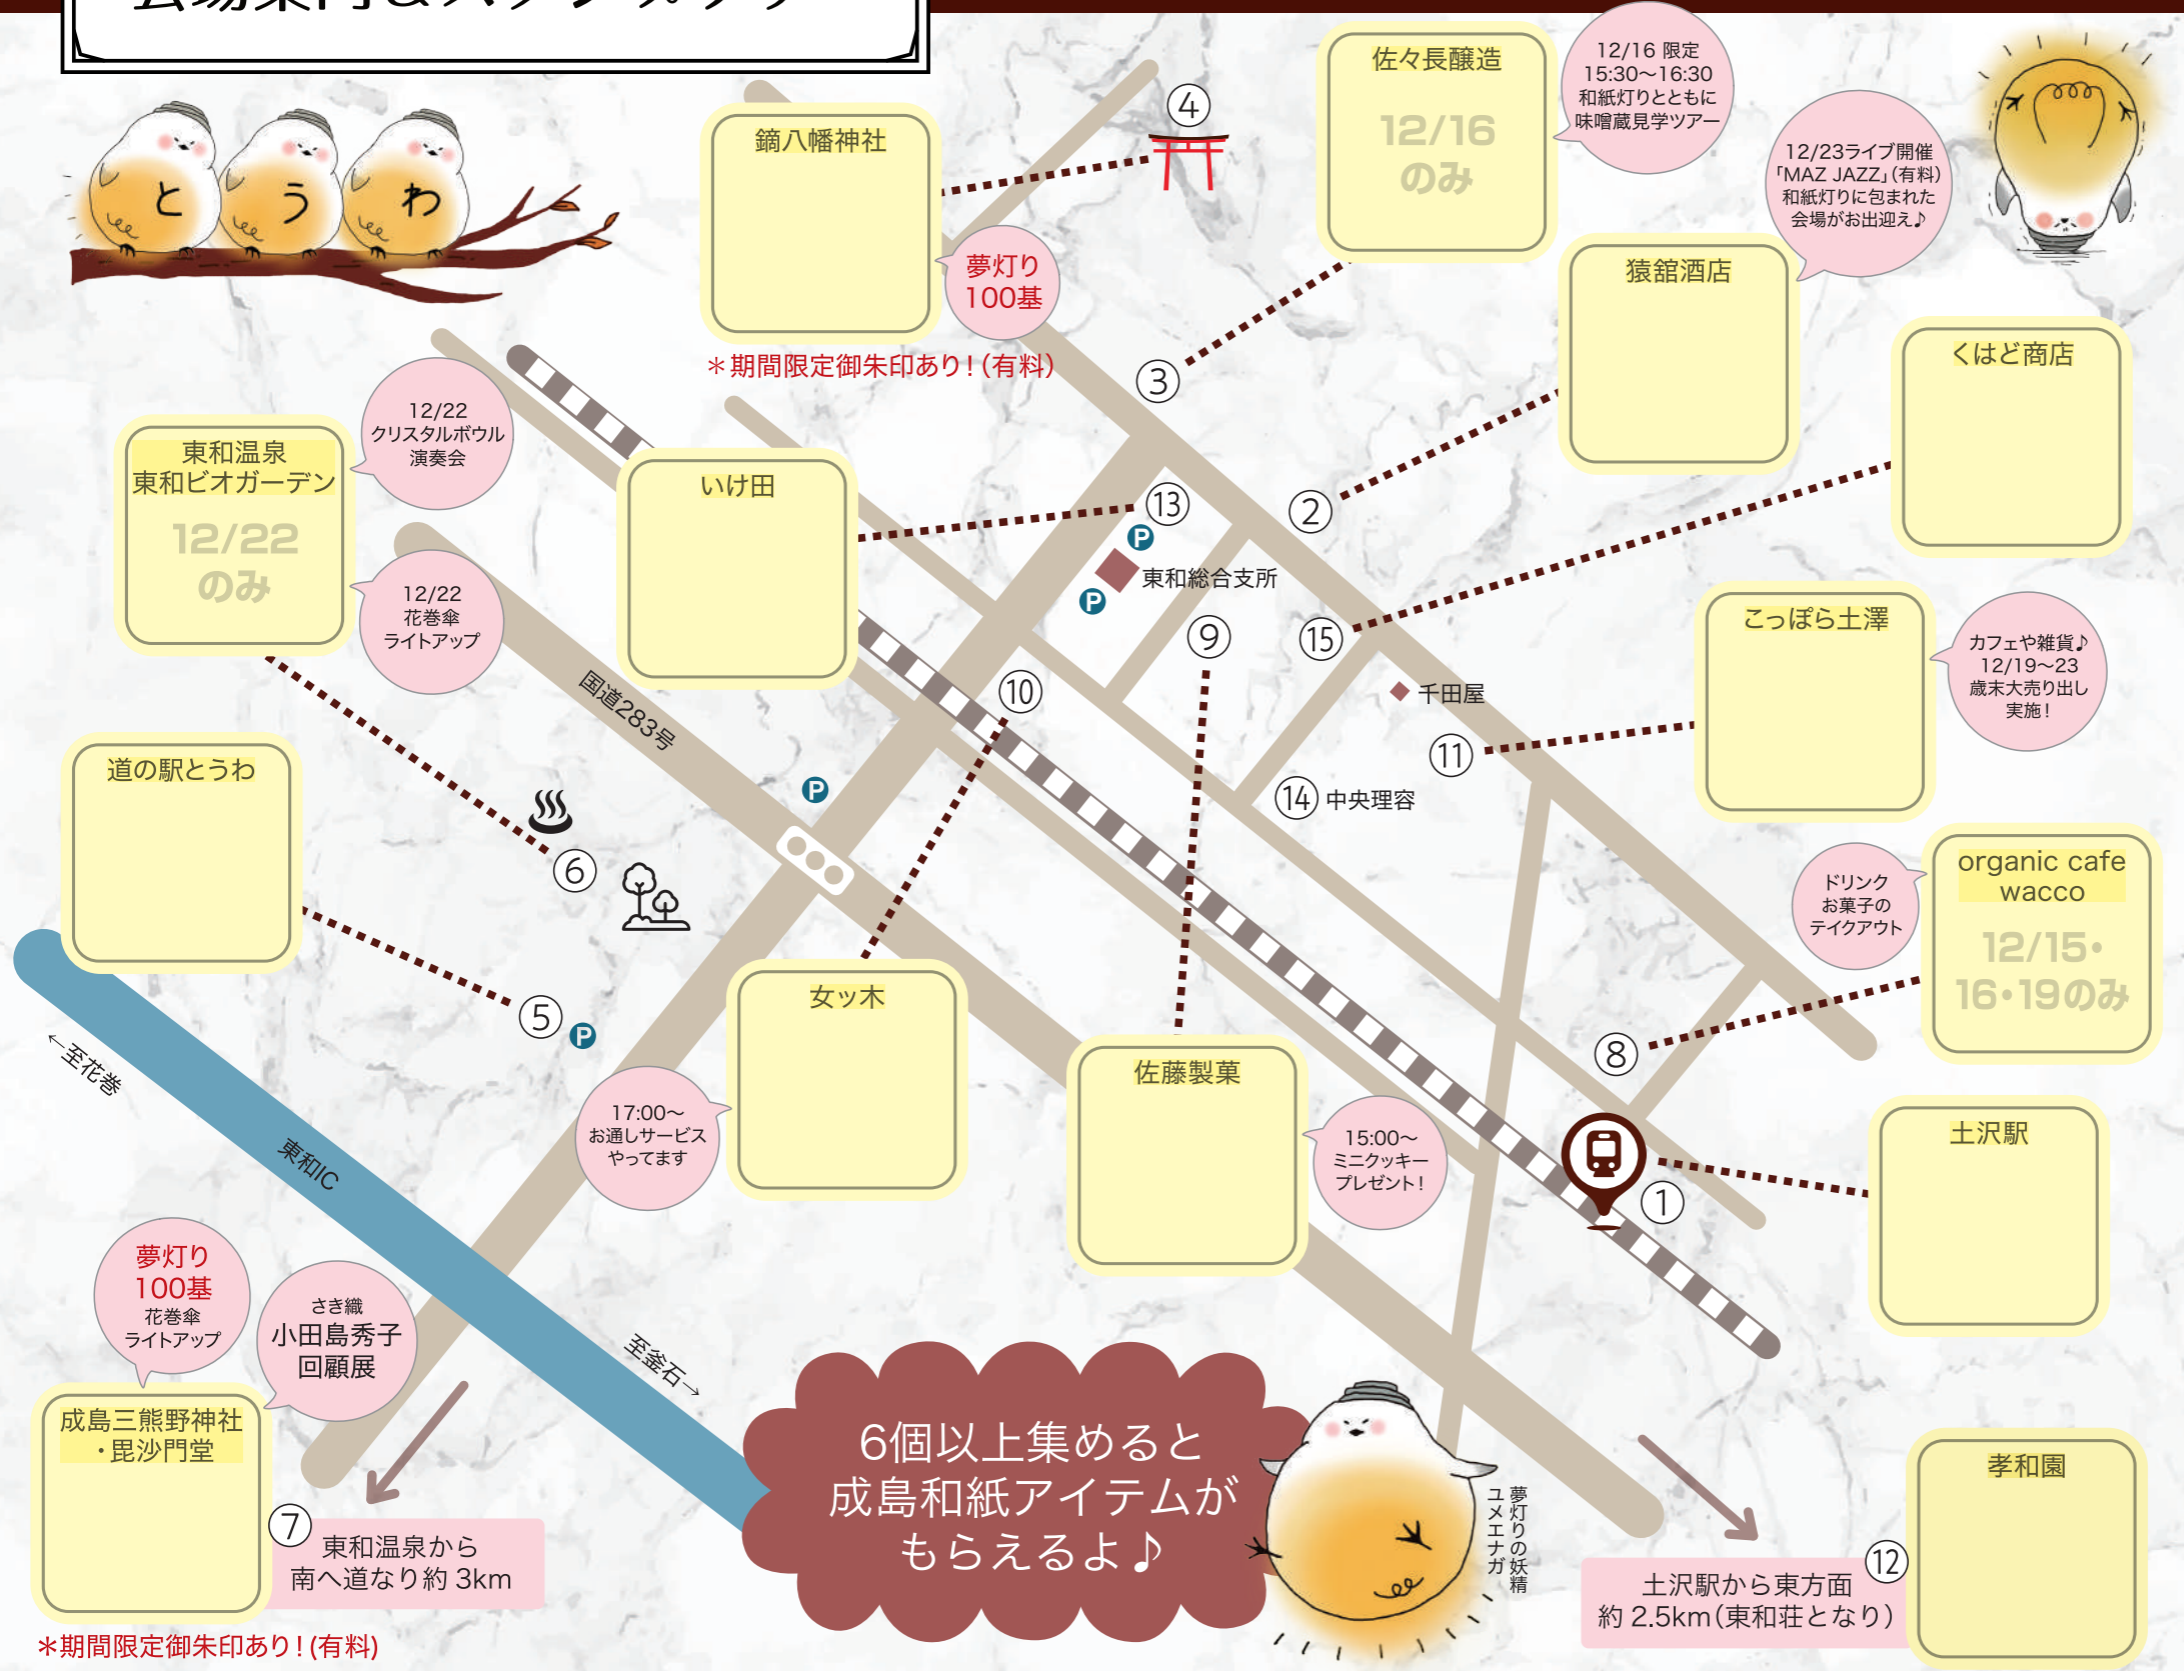 と
う
わ
鏑八幡神社
夢灯り
100基
＊期間限定御朱印あり！（有料）
④
佐々長醸造
12/16
のみ
12/16 限定
15:30～16:30
和紙灯りとともに
味噌蔵見学ツアー
12/23ライブ開催
「MAZ JAZZ」（有料）
和紙灯りに包まれた
会場がお出迎え♪
猿舘酒店
くはど商店
③
東和温泉
東和ビオガーデン
12/22
のみ
12/22
クリスタルボウル
演奏会
12/22
花巻傘
ライトアップ
いけ田
⑬
P
東和総合支所
P
②
⑨
⑮
こっぽら土澤
カフェや雑貨♪
12/19～23
歳末大売り出し
実施！
千田屋
⑩
⑪
国道283号
道の駅とうわ
P
⑥
⑭ 中央理容
organic cafe
wacco
12/15・
16・19のみ
ドリンク
お菓子の
テイクアウト
⑤
P
女ッ木
17:00～
お通しサービス
やってます
佐藤製菓
15:00～
ミニクッキー
プレゼント！
⑧
土沢駅
①
←至花巻
東和IC
至釜石→
夢灯り
100基
花巻傘
ライトアップ
さき織
小田島秀子
回顧展
成島三熊野神社
・毘沙門堂
⑦
東和温泉から
南へ道なり約 3km
＊期間限定御朱印あり！(有料)
6個以上集めると
成島和紙アイテムが
もらえるよ♪
夢灯りの妖精
ユメエナガ
孝和園
⑫
土沢駅から東方面
約 2.5km（東和荘となり）